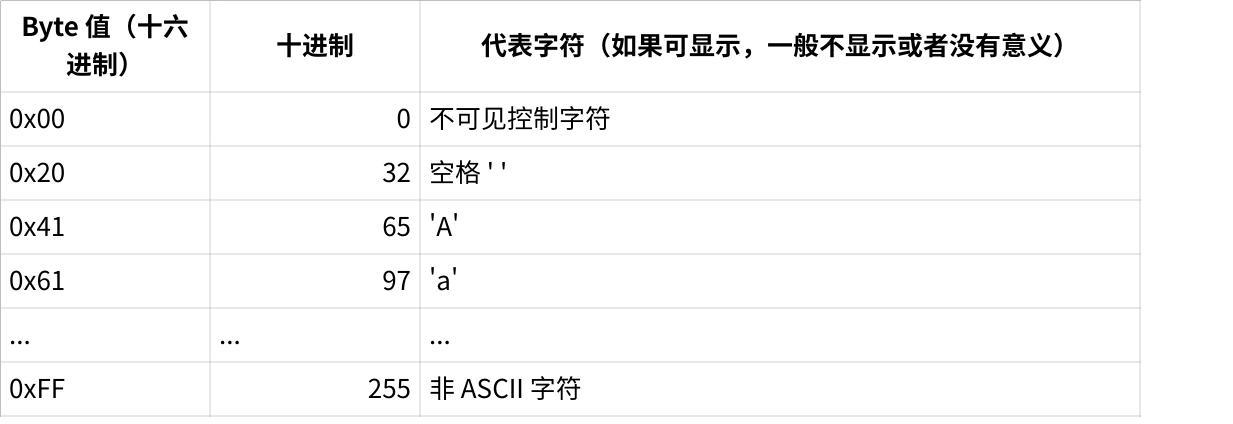 Byte 值（十六
进制）
十进制
代表字符（如果可显示，一般不显示或者没有意义）
0x00 0 不可见控制字符
0x20 32 空格 ' '
0x41 65 'A'
0x61 97 'a'
... ... ...
0xFF 255 非 ASCII 字符